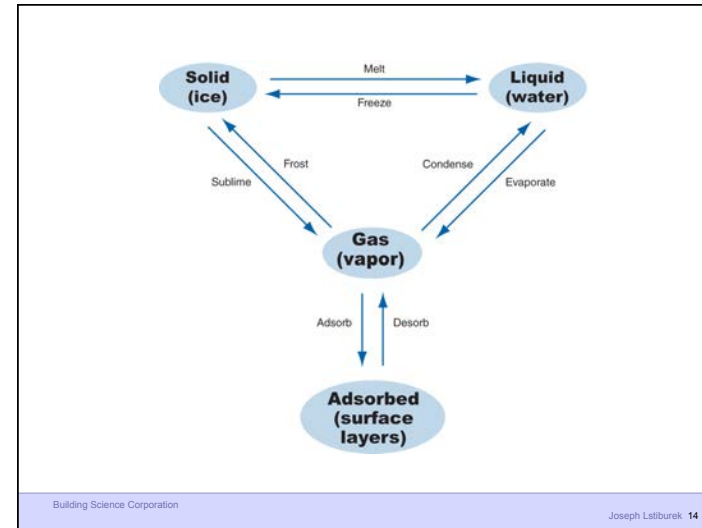 Melt
Solid
(ice)
Liquid
(water)
Freeze
Frost
Condense
Sublime
Evaporate
Gas
(vapor)
Adsorb
Desorb
Adsorbed
(surface
layers)
Building Science Corporation
Joseph Lstiburek 14